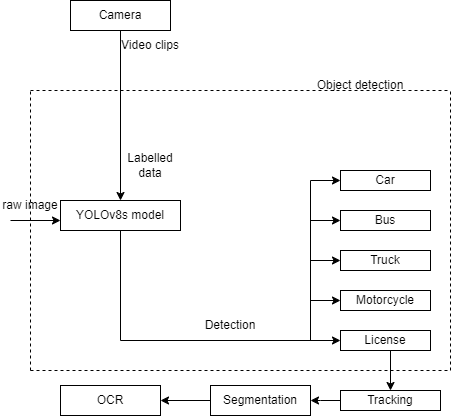 Camera
Video clips
Object detection
Labelled
data
Car
raw image
YOLOv8s model
Bus
Truck
Motorcycle
Detection
License
OCR
Segmentation
Tracking